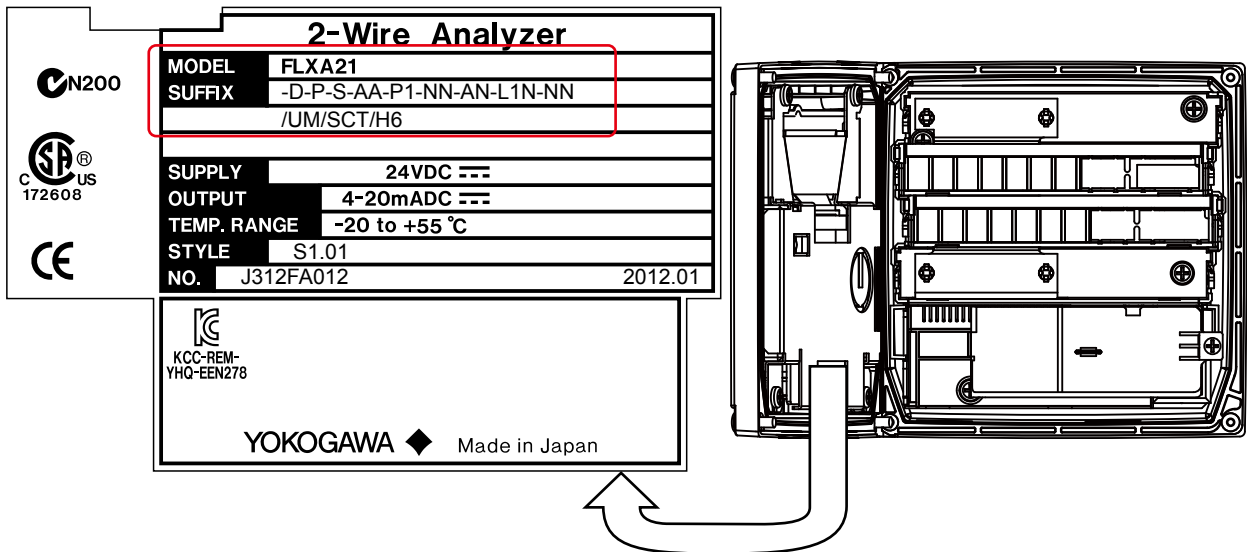 2-Wire Analyzer
N200
MODEL FLXA21
SUFFIX -D-P-S-AA-P1-NN-AN-L1N-NN
/UM/SCT/H6
SA ®
C US
172608
SUPPLY 24VDC
OUTPUT 4-20mADC
TEMP. RANGE -20 to +55 ℃
STYLE S1.01
CE
NO. J312FA012 2012.01
KCC-REM-
YHQ-EEN278
YOKOGAWA Made in Japan